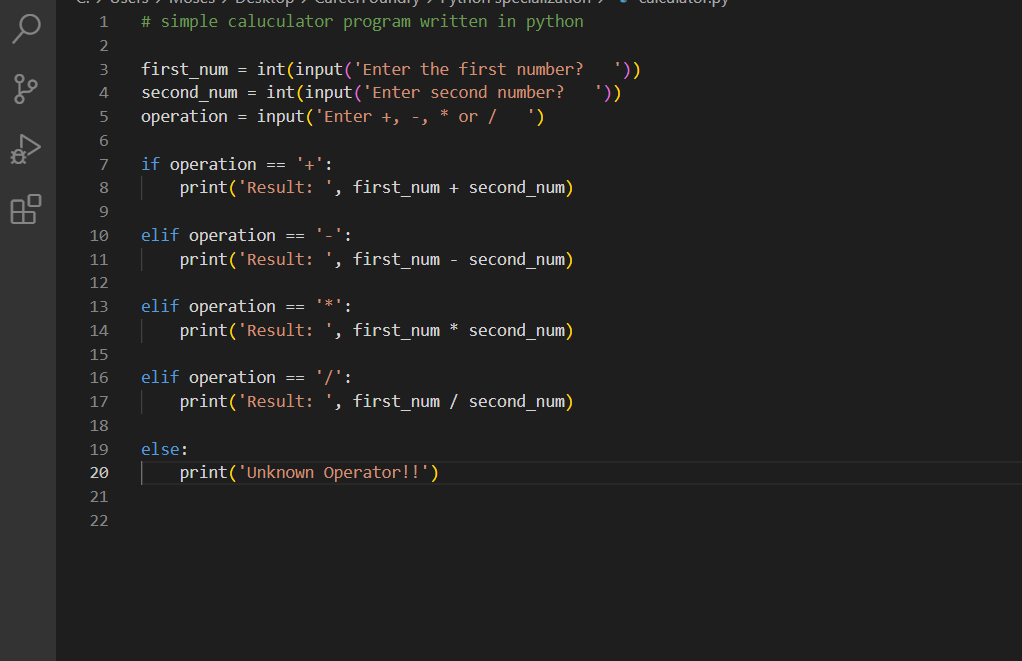 C: > Users > Moses > Desktop > CareerFoundry > Python specialization > calculator.py
1 # simple caluculator program written in python
2
3 first_num = int(input('Enter the first number?   '))
4 second_num = int(input('Enter second number?   '))
5 operation = input('Enter +, -, * or /   ')
6
7 if operation == '+':
8     print('Result: ', first_num + second_num)
9
10 elif operation == '-':
11     print('Result: ', first_num - second_num)
12
13 elif operation == '*':
14     print('Result: ', first_num * second_num)
15
16 elif operation == '/':
17     print('Result: ', first_num / second_num)
18
19 else:
20     print('Unknown Operator!!')
21
22